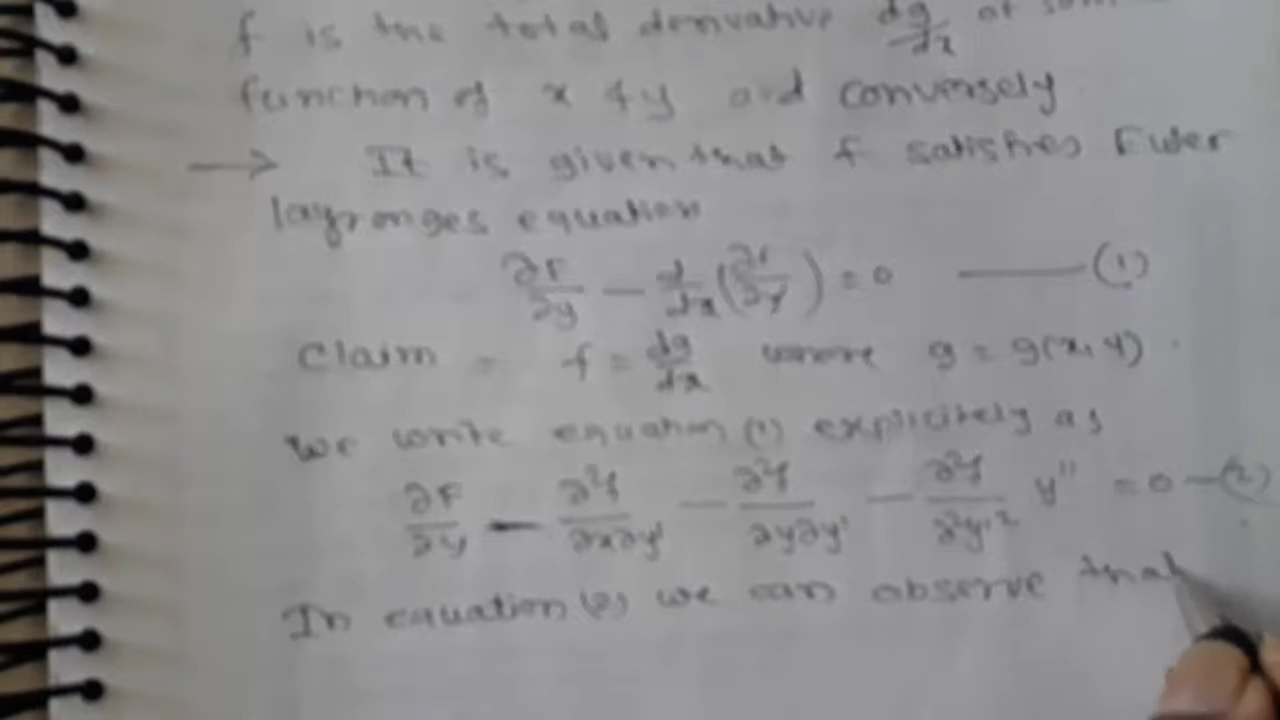 f is the total derivative dg/dx of som
function of x & y and conversely
→ It is given that f satisfies Euler
lagranges equation
∂F/∂y - d/dx (∂f/∂y') = 0 —— (1)
Claim - f = dg/dx where g = g(x, y).
we write equation (1) explicitely as
∂F/∂y - ∂²f/∂x∂y' - ∂²f/∂y∂y' - ∂²f/∂²y'² y'' = 0 — (2)
In equation (2) we can observe that